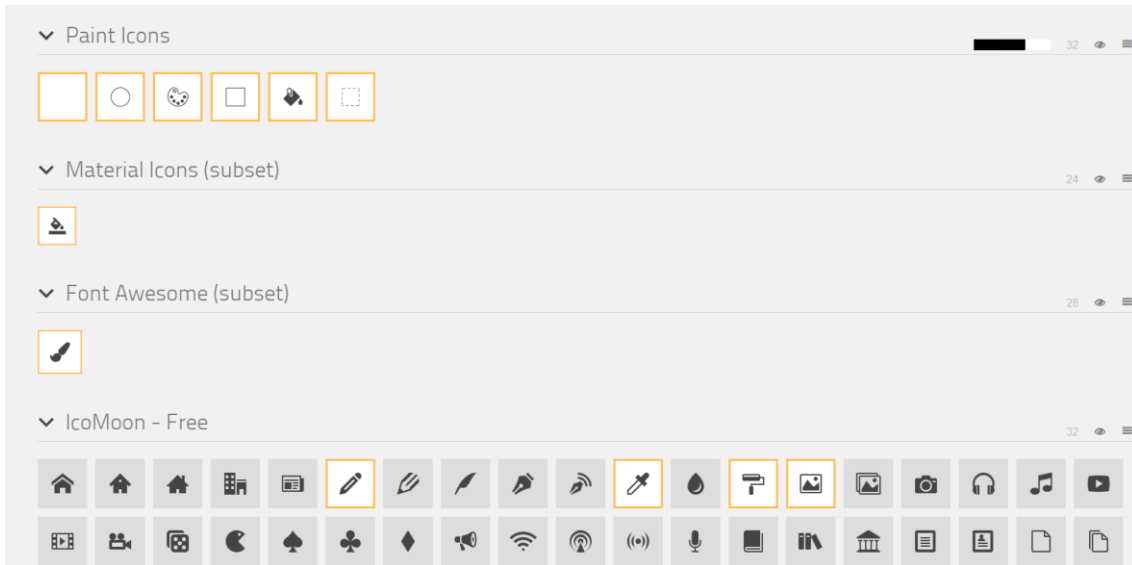 Paint Icons
32
Material Icons (subset)
24
Font Awesome (subset)
28
IcoMoon - Free
32